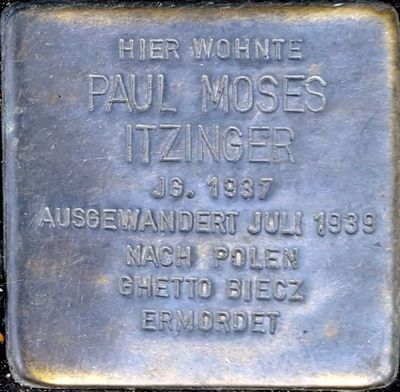 HIER WOHNTE
PAUL MOSES
ITZINGER
JG. 1937
AUSGEWANDERT JULI 1939
NACH POLEN
GHETTO BIECZ
ERMORDET